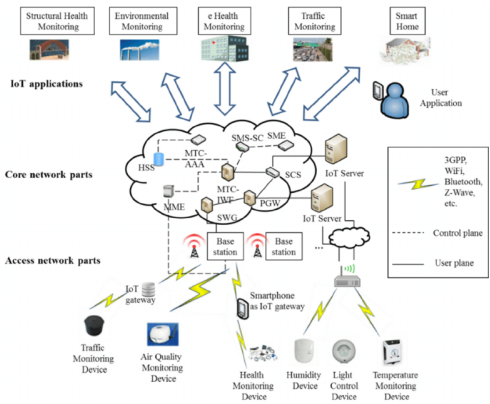 Structural Health
Monitoring
Environmental
Monitoring
e Health
Monitoring
Traffic
Monitoring
Smart
Home
IoT applications
User
Application
SMS-SC
SME
MTC-
AAA
HSS
IoT Server
SCS
Core network parts
MTC-
IWF
MME
PGW
SWG
IoT Server
3GPP,
WiFi,
Bluetooth,
Z-Wave,
etc.
Control plane
User plane
Base
station
Base
station
...
Access network parts
IoT
gateway
Smartphone
as IoT gateway
Traffic
Monitoring
Device
Air Quality
Monitoring
Device
Health
Monitoring
Device
Humidity
Device
Light
Control
Device
Temperature
Monitoring
Device